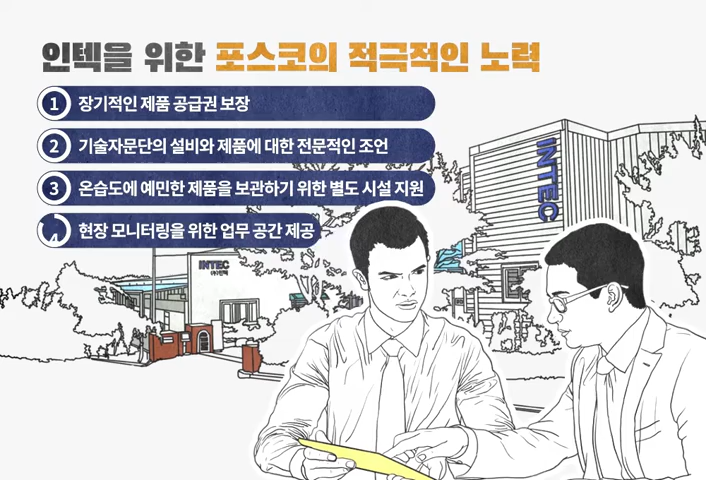 인텍을 위한 포스코의 적극적인 노력
1 장기적인 제품 공급권 보장
2 기술자문단의 설비와 제품에 대한 전문적인 조언
3 온습도에 예민한 제품을 보관하기 위한 별도 시설 지원
4 현장 모니터링을 위한 업무 공간 제공
INTEC
INTEC
(주)인텍